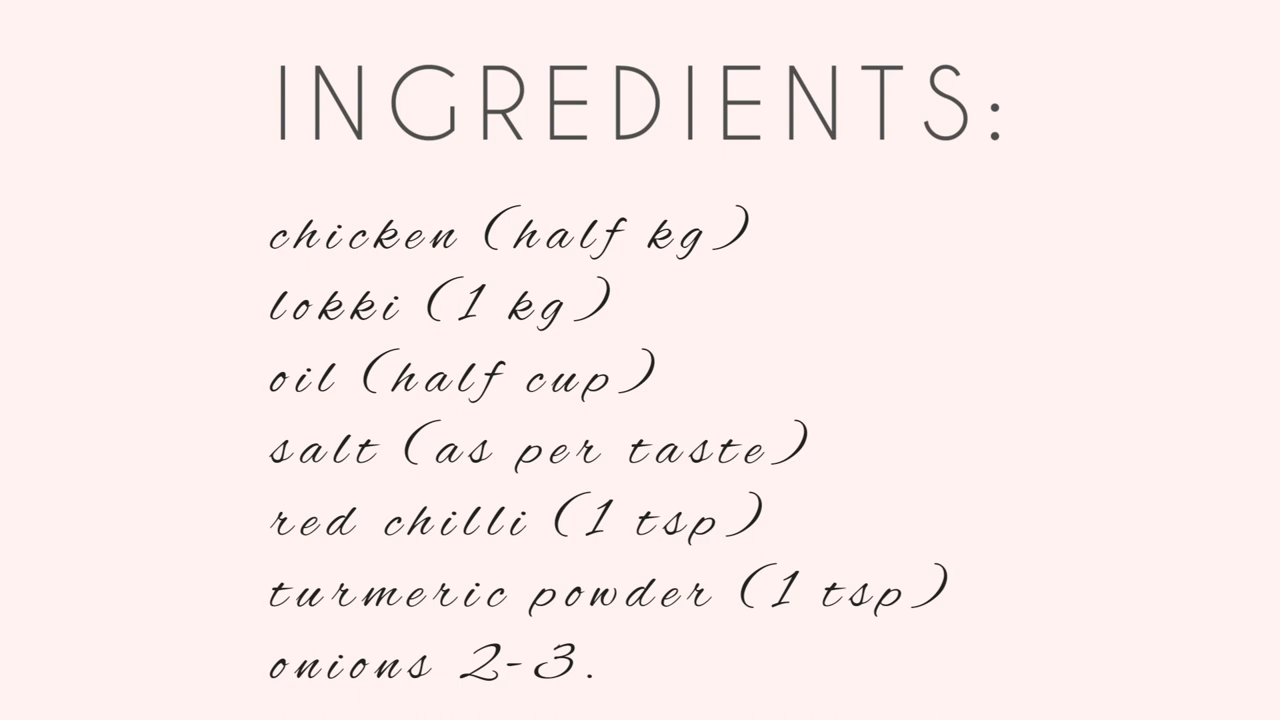 INGREDIENTS:
chicken (half kg)
lokki (1 kg)
oil (half cup)
salt (as per taste)
red chilli (1 tsp)
turmeric powder (1 tsp)
onions 2-3.